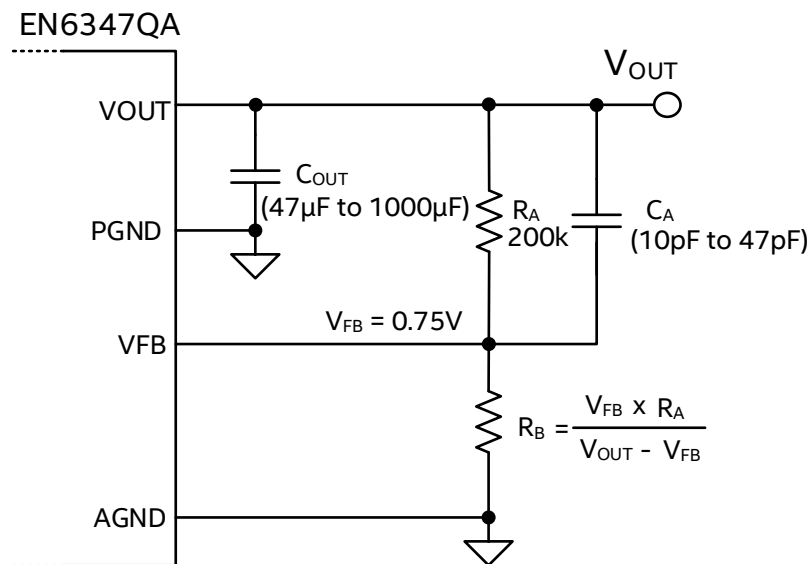 EN6347QA
VOUT
VOUT
COUT
(47µF to 1000µF)
RA
200k
CA
(10pF to 47pF)
PGND
VFB = 0.75V
VFB
RB = VFB x RA
VOUT - VFB
AGND